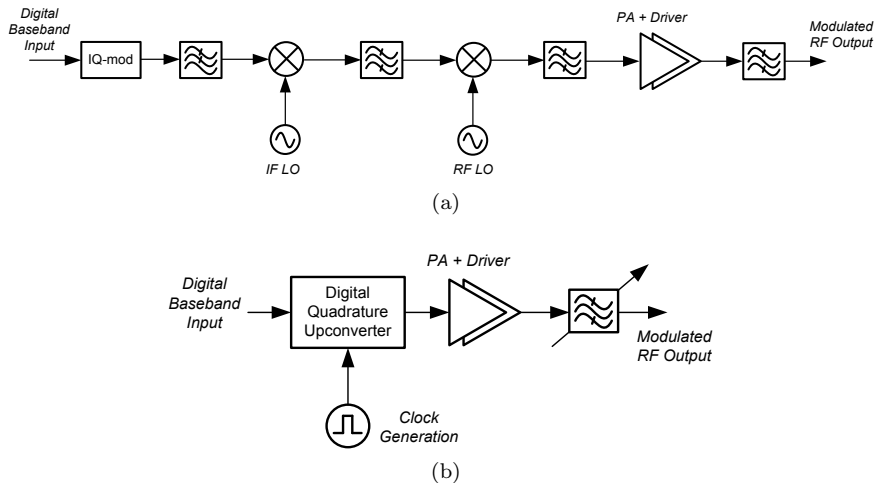 Digital
Baseband
Input
IQ-mod
IF LO
RF LO
PA + Driver
Modulated
RF Output
(a)
Digital
Baseband
Input
Digital
Quadrature
Upconverter
PA + Driver
Modulated
RF Output
Clock
Generation
(b)